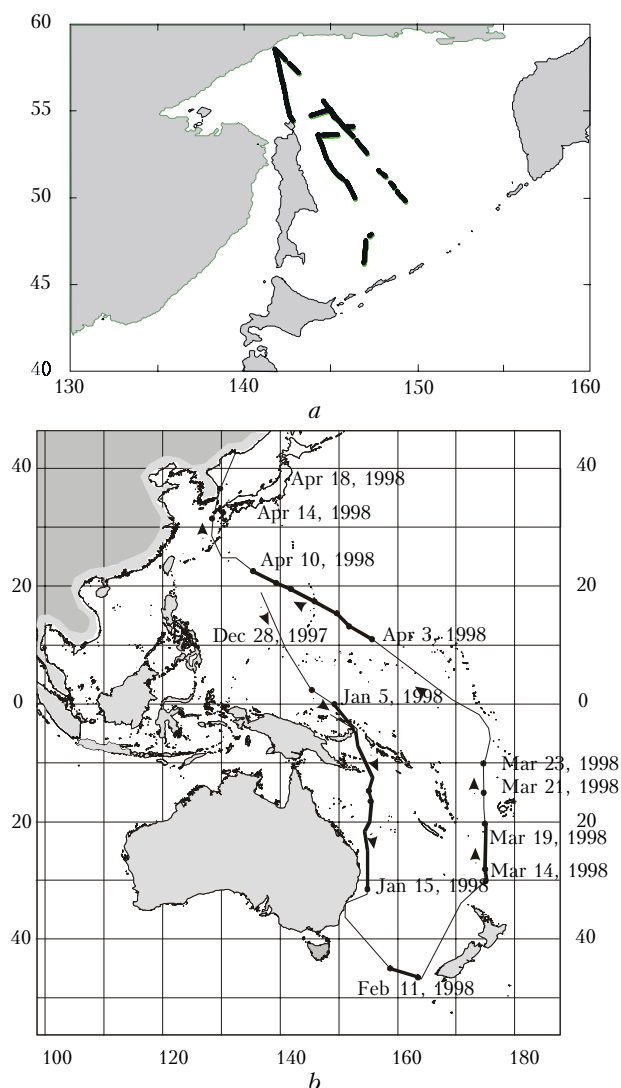 60
55
50
45
40
130 140 150 160
a
40 40
Apr 18, 1998
Apr 14, 1998
Apr 10, 1998
20 20
Dec 28, 1997 Apr 3, 1998
Jan 5, 1998
0 0
Mar 23, 1998
Mar 21, 1998
20 20
Mar 19, 1998
Mar 14, 1998
Jan 15, 1998
40 40
Feb 11, 1998
100 120 140 160 180
b